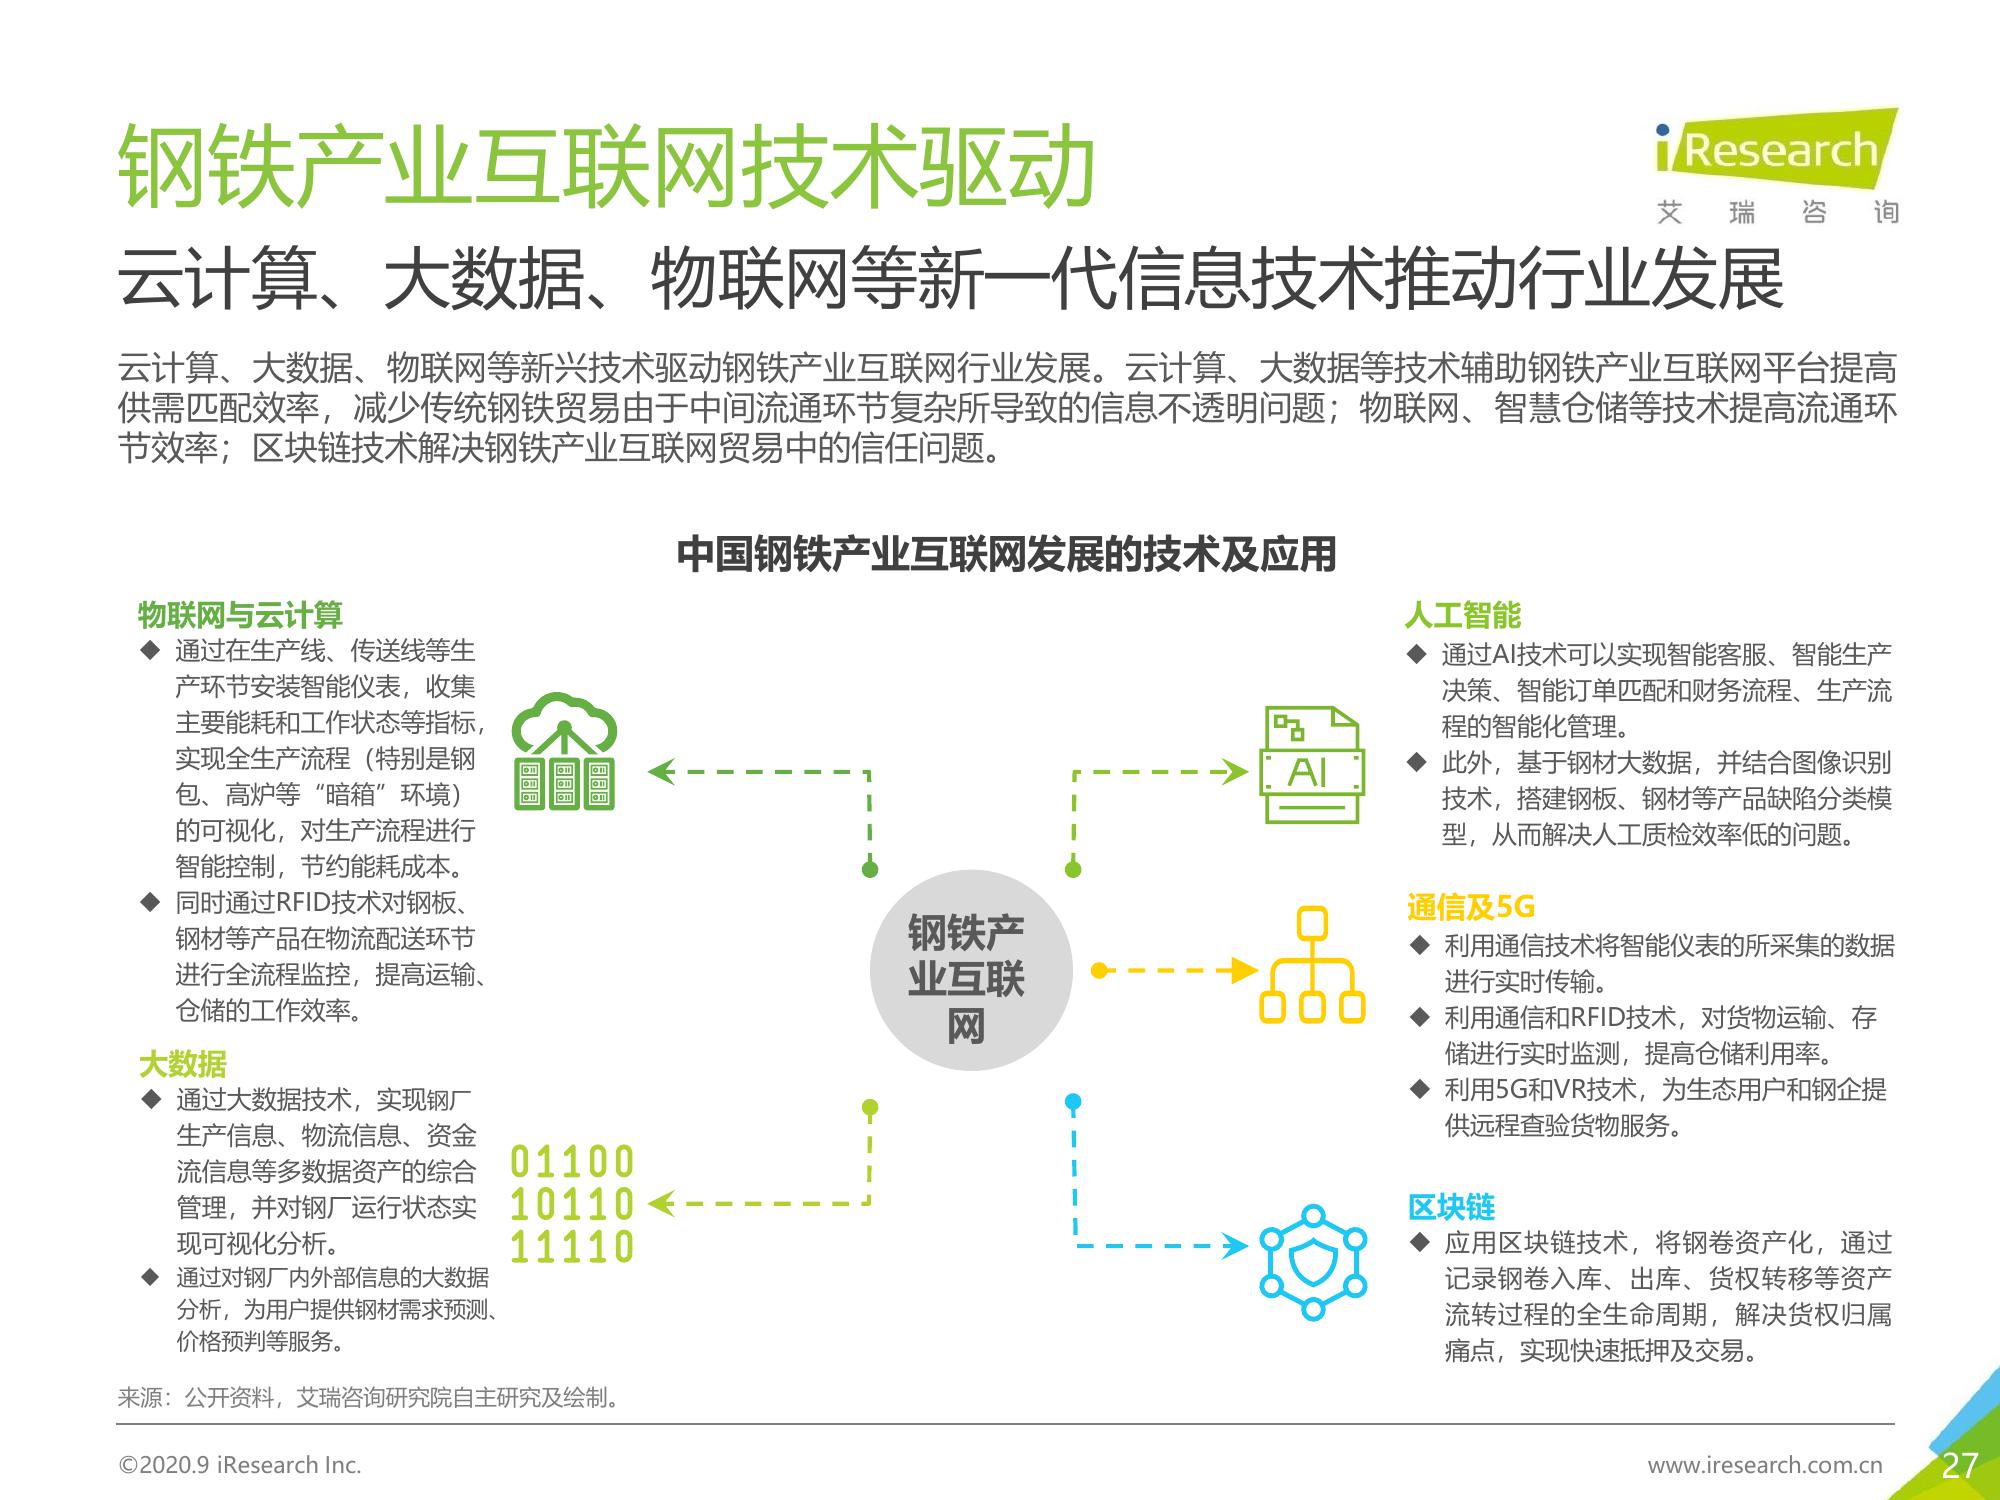 钢铁产业互联网技术驱动
iResearch
艾瑞咨询
云计算、大数据、物联网等新一代信息技术推动行业发展
云计算、大数据、物联网等新兴技术驱动钢铁产业互联网行业发展。云计算、大数据等技术辅助钢铁产业互联网平台提高
供需匹配效率，减少传统钢铁贸易由于中间流通环节复杂所导致的信息不透明问题；物联网、智慧仓储等技术提高流通环
节效率；区块链技术解决钢铁产业互联网贸易中的信任问题。
中国钢铁产业互联网发展的技术及应用
物联网与云计算
◆ 通过在生产线、传送线等生
产环节安装智能仪表，收集
主要能耗和工作状态等指标，
实现全生产流程（特别是钢
包、高炉等“暗箱”环境）
的可视化，对生产流程进行
智能控制，节约能耗成本。
◆ 同时通过RFID技术对钢板、
钢材等产品在物流配送环节
进行全流程监控，提高运输、
仓储的工作效率。
大数据
◆ 通过大数据技术，实现钢厂
生产信息、物流信息、资金
流信息等多数据资产的综合
管理，并对钢厂运行状态实
现可视化分析。
◆ 通过对钢厂内外部信息的大数据
分析，为用户提供钢材需求预测、
价格预判等服务。
01100
10110
11110
钢铁产
业互联
网
AI
人工智能
◆ 通过AI技术可以实现智能客服、智能生产
决策、智能订单匹配和财务流程、生产流
程的智能化管理。
◆ 此外，基于钢材大数据，并结合图像识别
技术，搭建钢板、钢材等产品缺陷分类模
型，从而解决人工质检效率低的问题。
通信及5G
◆ 利用通信技术将智能仪表的所采集的数据
进行实时传输。
◆ 利用通信和RFID技术，对货物运输、存
储进行实时监测，提高仓储利用率。
◆ 利用5G和VR技术，为生态用户和钢企提
供远程查验货物服务。
区块链
◆ 应用区块链技术，将钢卷资产化，通过
记录钢卷入库、出库、货权转移等资产
流转过程的全生命周期，解决货权归属
痛点，实现快速抵押及交易。
来源：公开资料，艾瑞咨询研究院自主研究及绘制。
©2020.9 iResearch Inc.
www.iresearch.com.cn
27